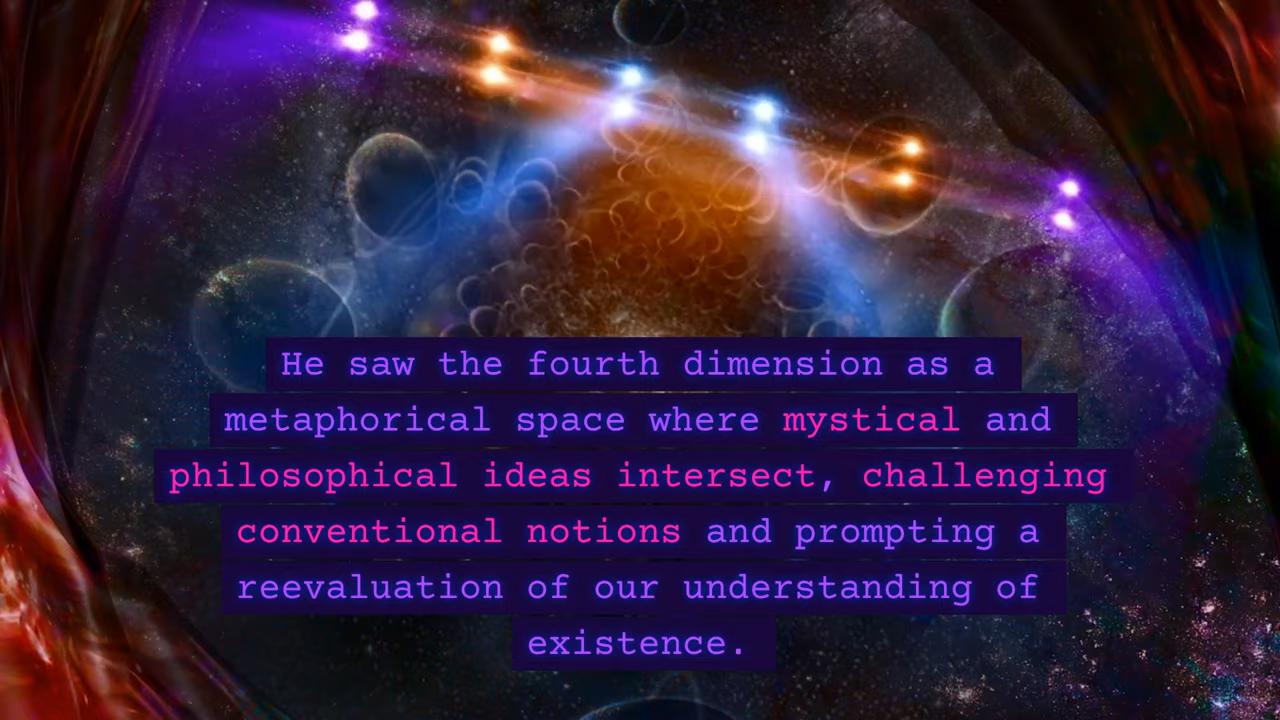 He saw the fourth dimension as a
metaphorical space where mystical and
philosophical ideas intersect, challenging
conventional notions and prompting a
reevaluation of our understanding of
existence.